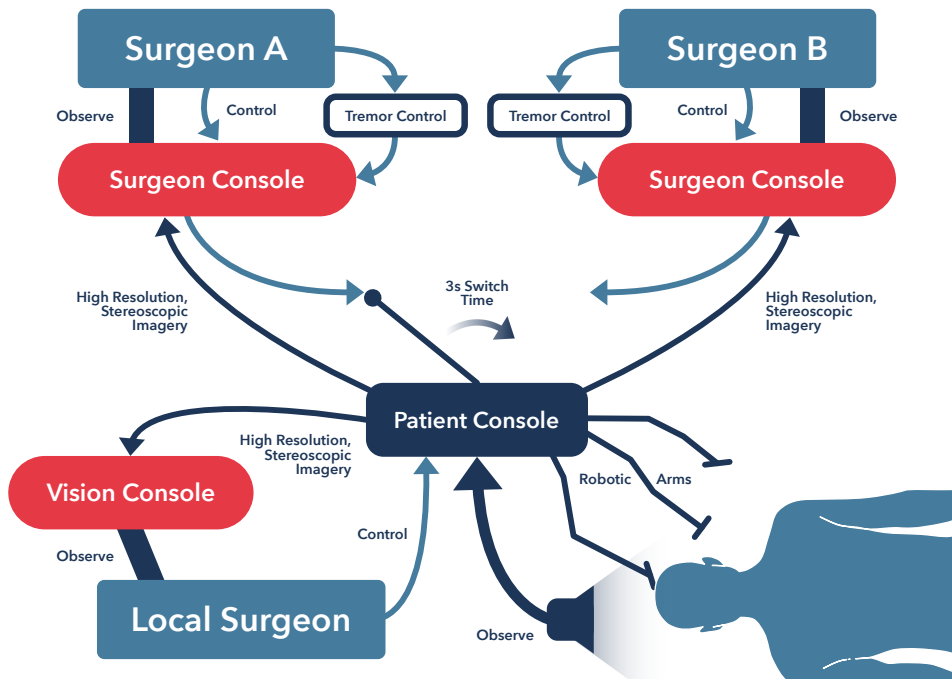 Surgeon A
Surgeon B
Observe
Control
Tremor Control
Tremor Control
Control
Observe
Surgeon Console
Surgeon Console
3s Switch
Time
High Resolution,
Stereoscopic
Imagery
High Resolution,
Stereoscopic
Imagery
Patient Console
High Resolution,
Stereoscopic
Imagery
Robotic
Arms
Vision Console
Control
Observe
Local Surgeon
Observe